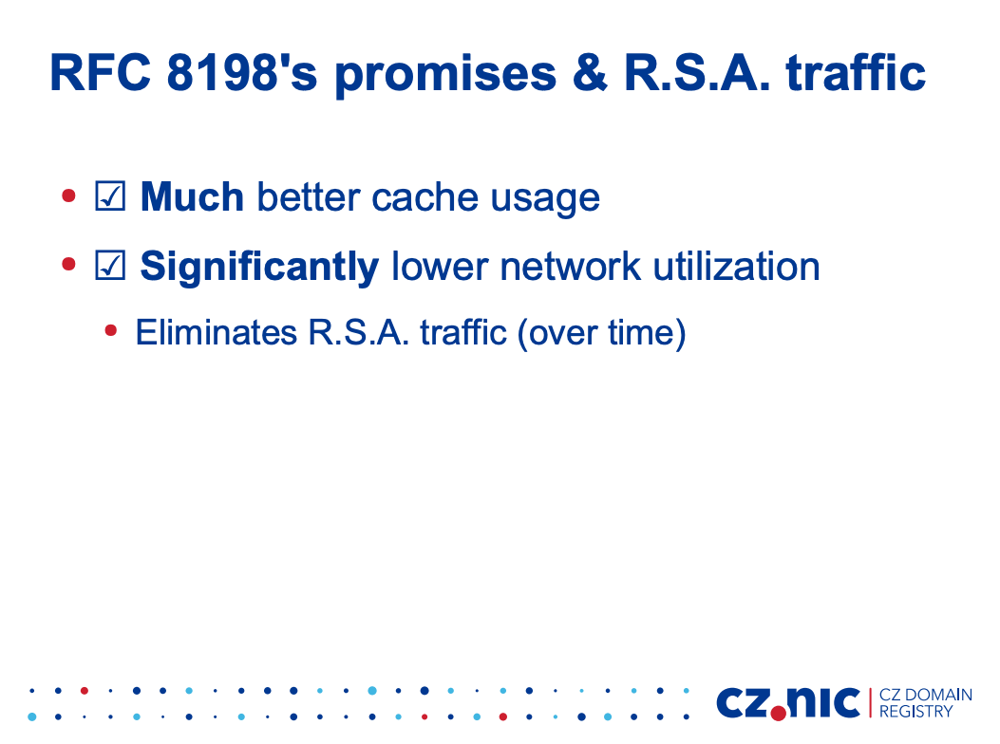 RFC 8198's promises & R.S.A. traffic
• ☑ Much better cache usage
• ☑ Significantly lower network utilization
• Eliminates R.S.A. traffic (over time)
CZ.NIC | CZ DOMAIN
REGISTRY